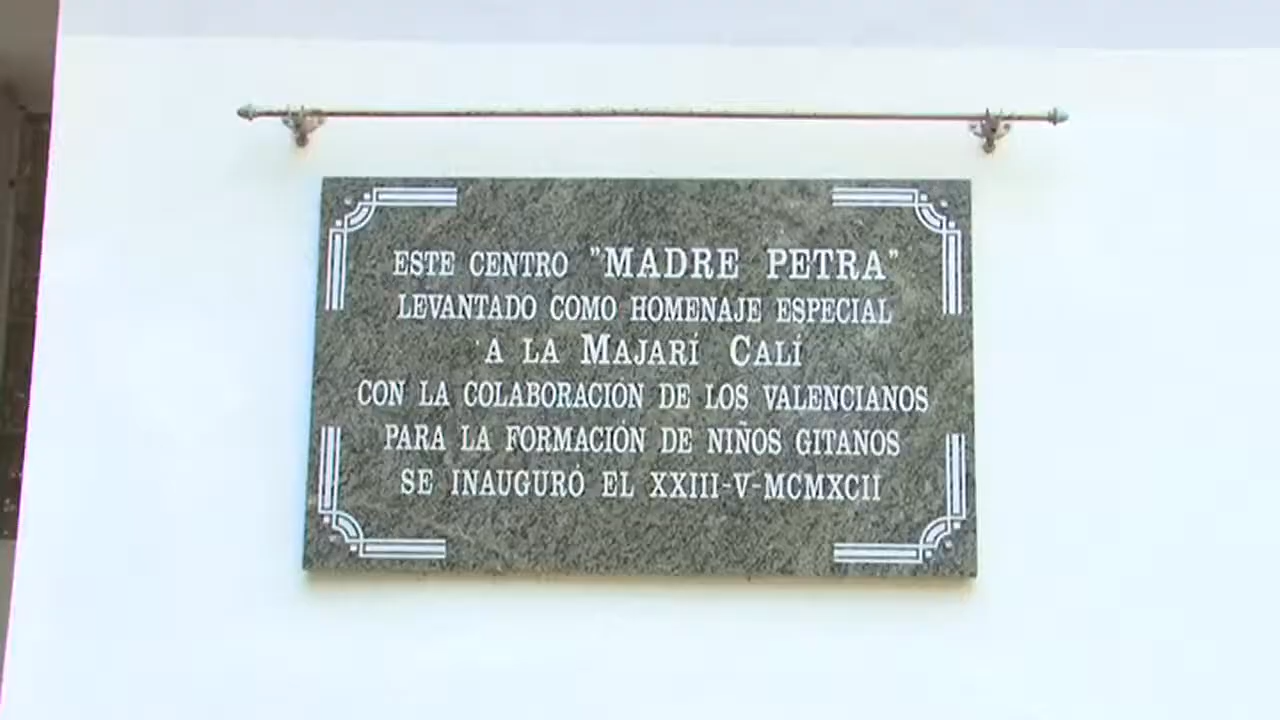 ESTE CENTRO "MADRE PETRA"
LEVANTADO COMO HOMENAJE ESPECIAL
A LA MAJARÍ CALÍ
CON LA COLABORACIÓN DE LOS VALENCIANOS
PARA LA FORMACIÓN DE NIÑOS GITANOS
SE INAUGURÓ EL XXIII-V-MCMXCII